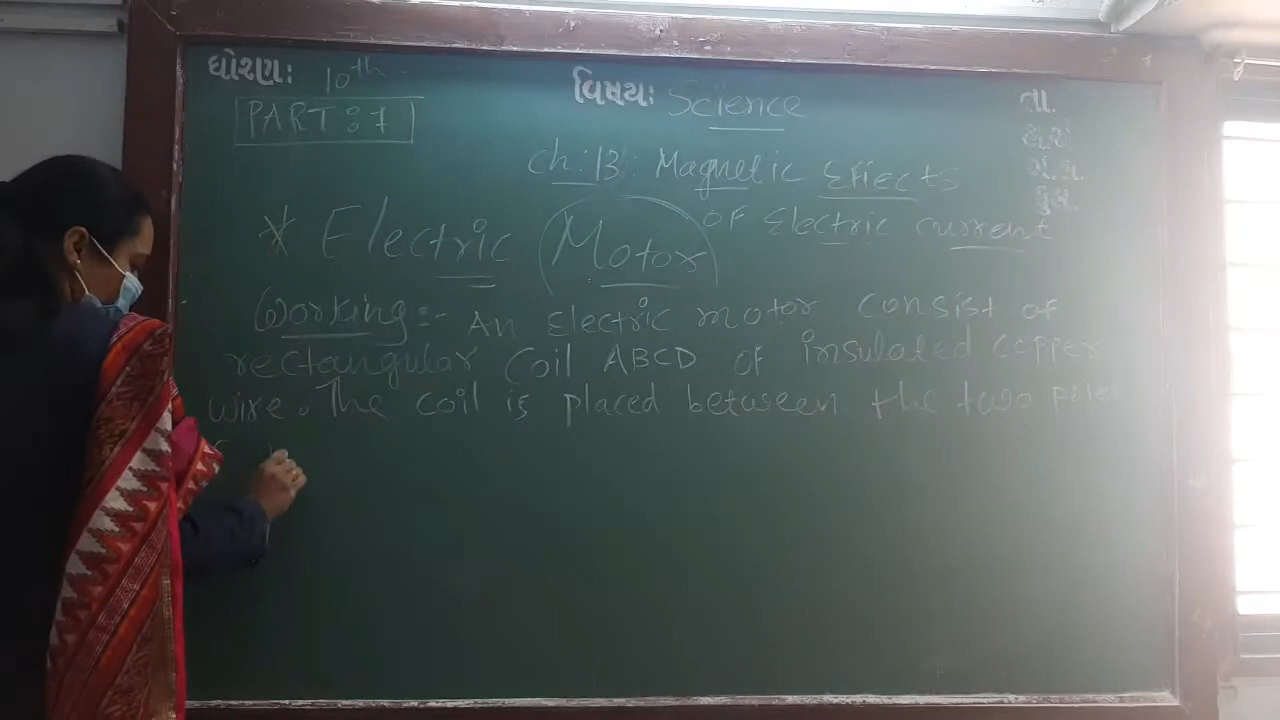 ધોરણ: 10th
વિષય: Science
તા.
PART: 7
Ch: 13: Magnetic Effects
* Electric Motor
of Electric current
Working:- An Electric motor consist of
rectangular Coil ABCD of insulated copper
wire. The coil is placed between the two poles